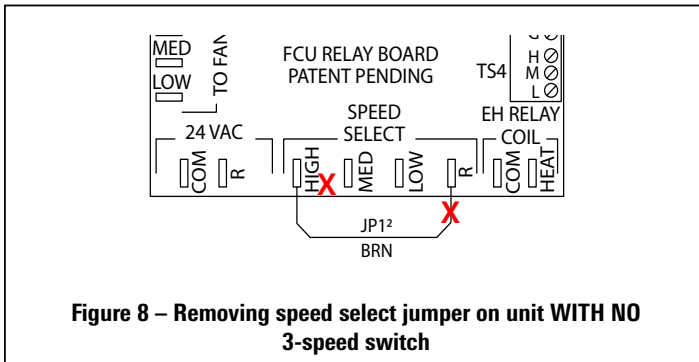 MED
LOW
TO FAN
FCU RELAY BOARD
PATENT PENDING
TS4
G
H
M
L
24 VAC
SPEED
SELECT
EH RELAY
COIL
COM
R
HIGH
X
MED
LOW
R
COM
HEAT
X
JP1²
BRN
Figure 8 – Removing speed select jumper on unit WITH NO
3-speed switch